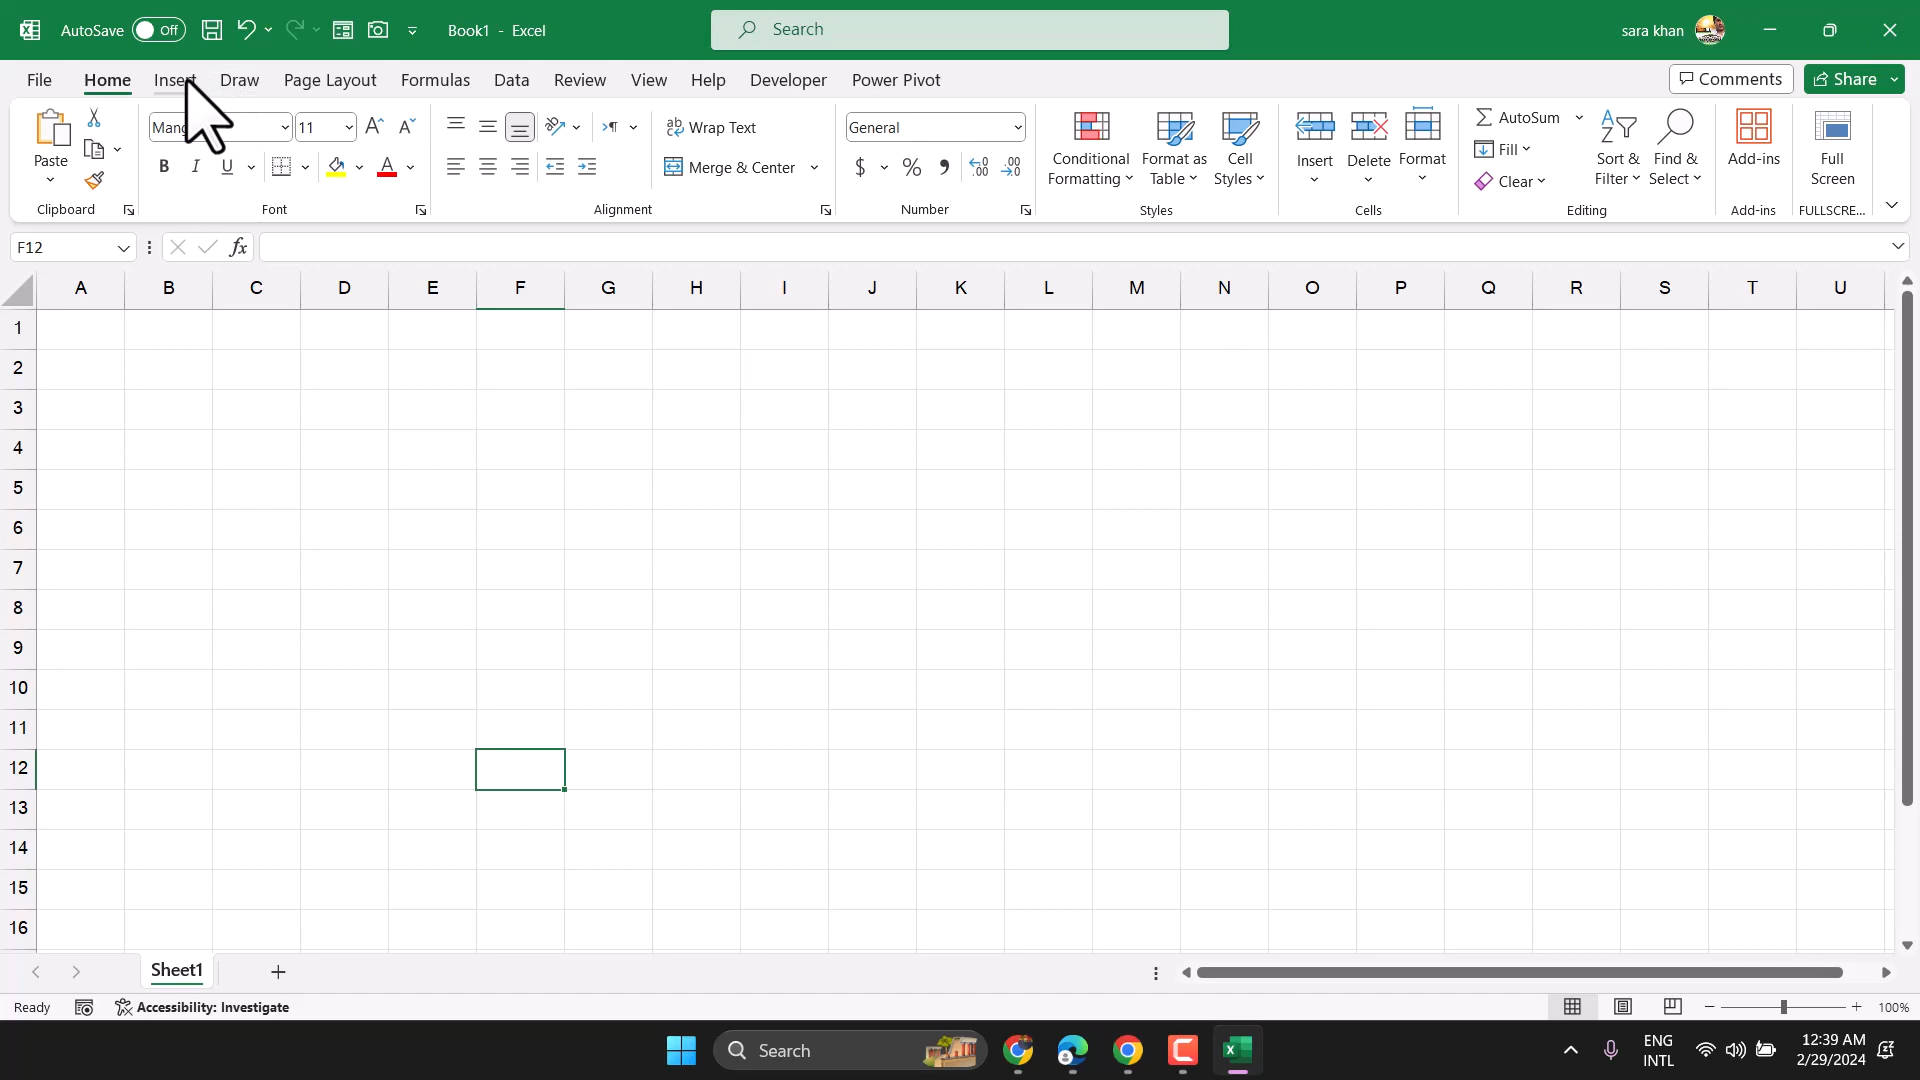 AutoSave Off Book1 - Excel Search sara khan
File Home Insert Draw Page Layout Formulas Data Review View Help Developer Power Pivot Comments Share
Paste
Clipboard
11
Font
Wrap Text
Merge & Center
Alignment
General
$ % ,
Number
Conditional Formatting
Format as Table
Cell Styles
Styles
Insert
Delete
Format
Cells
AutoSum
Fill
Clear
Sort & Filter
Find & Select
Editing
Add-ins
Add-ins
Full Screen
FULLSCRE...
F12 fx
A B C D E F G H I J K L M N O P Q R S T U
1
2
3
4
5
6
7
8
9
10
11
12
13
14
15
16
Sheet1
Ready Accessibility: Investigate 100%
Search
ENG
INTL
12:39 AM
2/29/2024